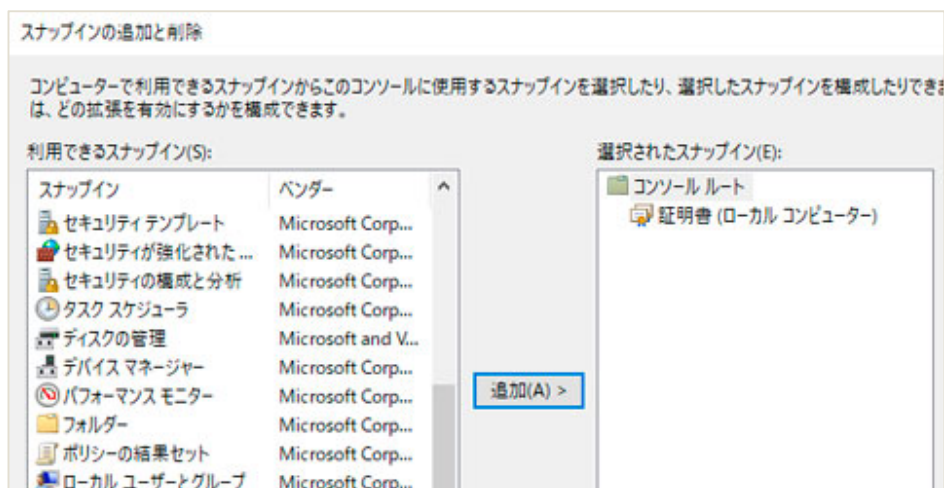 スナップインの追加と削除
コンピューターで利用できるスナップインからこのコンソールに使用するスナップインを選択したり、選択したスナップインを構成したりでき
は、どの拡張を有効にするかを構成できます。
利用できるスナップイン(S):
選択されたスナップイン(E):
スナップイン ベンダー
コンソール ルート
証明書 (ローカル コンピューター)
セキュリティ テンプレート Microsoft Corp...
セキュリティが強化された ... Microsoft Corp...
セキュリティの構成と分析 Microsoft Corp...
タスク スケジューラ Microsoft Corp...
ディスクの管理 Microsoft and V...
デバイス マネージャー Microsoft Corp...
パフォーマンス モニター Microsoft Corp...
追加(A) >
フォルダー Microsoft Corp...
ポリシーの結果セット Microsoft Corp...
ローカル ユーザーとグループ Microsoft Corp...